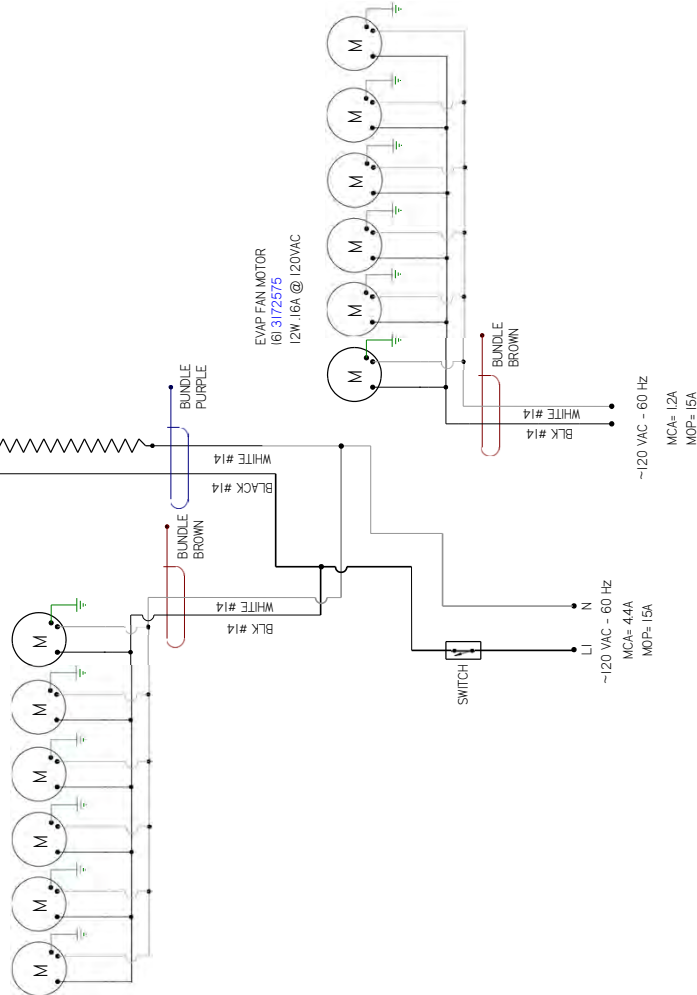 M
M
M
M
M
M
BUNDLE
BROWN
BLK #14
WHITE #14
BUNDLE
PURPLE
BLACK #14
WHITE #14
SWITCH
L1
N
~120 VAC - 60 Hz
MCA= 4.4A
MOP= 15A
EVAP FAN MOTOR
(6) 3172575
12W .16A @ 120VAC
M
M
M
M
M
M
BUNDLE
BROWN
BLK #14
WHITE #14
~120 VAC - 60 Hz
MCA= 1.2A
MOP= 15A